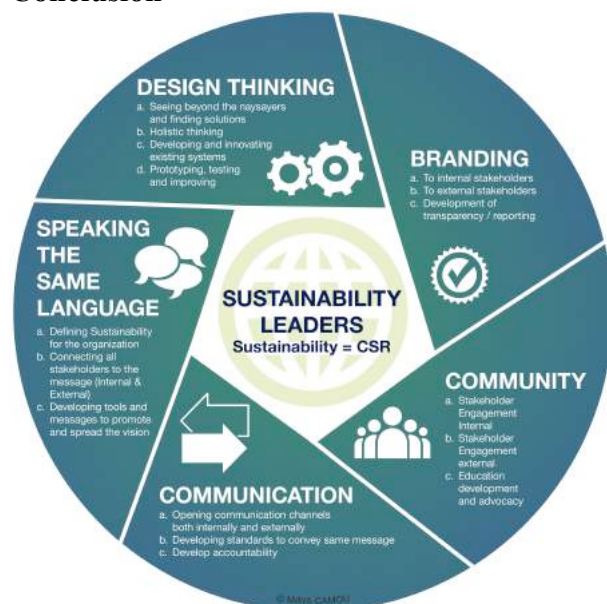 Conclusion
DESIGN THINKING
a. Seeing beyond the naysayers
and finding solutions
b. Holistic thinking
c. Developing and innovating
existing systems
d. Prototyping, testing
and improving
BRANDING
a. To internal stakeholders
b. To external stakeholders
c. Development of
transparency / reporting
SPEAKING
THE
SAME
LANGUAGE
a. Defining Sustainability
for the organization
b. Connecting all
stakeholders to the
message (Internal &
External)
c. Developing tools and
messages to promote
and spread the vision
SUSTAINABILITY
LEADERS
Sustainability = CSR
COMMUNITY
a. Stakeholder
Engagement
Internal
b. Stakeholder
Engagement
external
c. Education
development
and advocacy
COMMUNICATION
a. Opening communication channels
both internally and externally
b. Developing standards to convey same message
c. Develop accountability
© CAMOU